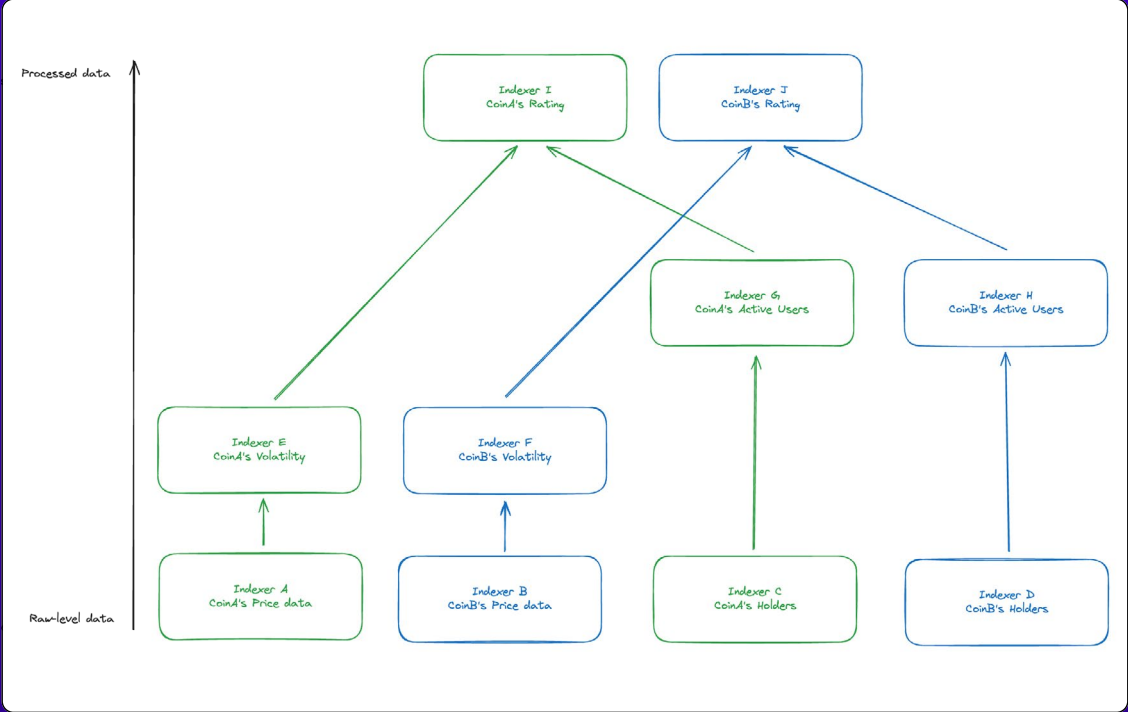 Processed data
Indexer I
CoinA's Rating
Indexer J
CoinB's Rating
Indexer G
CoinA's Active Users
Indexer H
CoinB's Active Users
Indexer E
CoinA's Volatility
Indexer F
CoinB's Volatility
Indexer A
CoinA's Price data
Indexer B
CoinB's Price data
Indexer C
CoinA's Holders
Indexer D
CoinB's Holders
Raw-level data